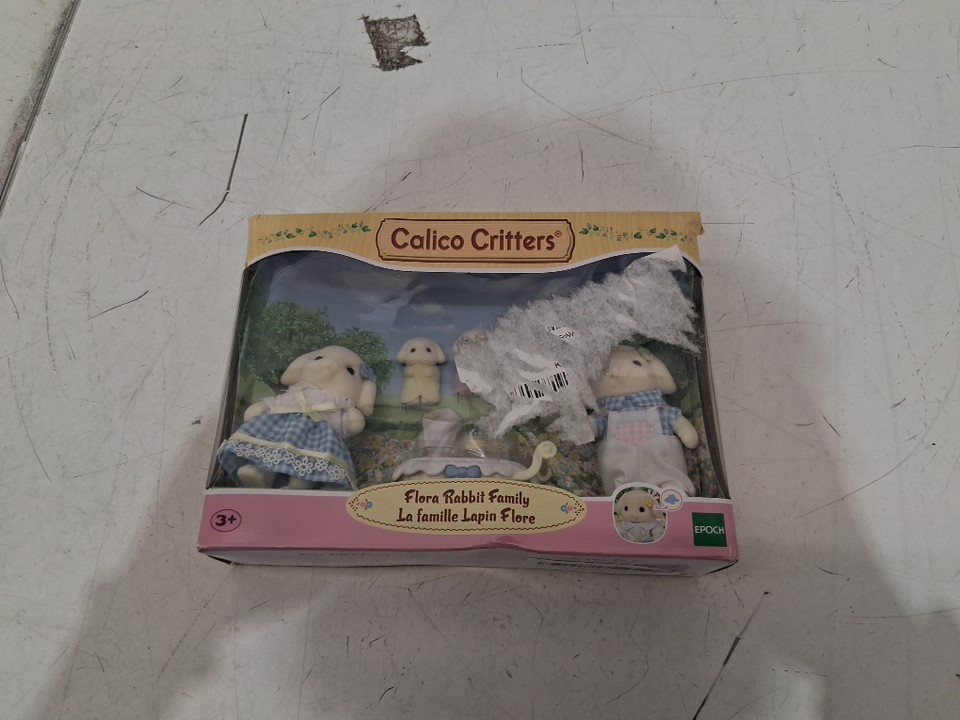 Calico Critters®
Flora Rabbit Family
La famille Lapin Flore
3+
EPOCH